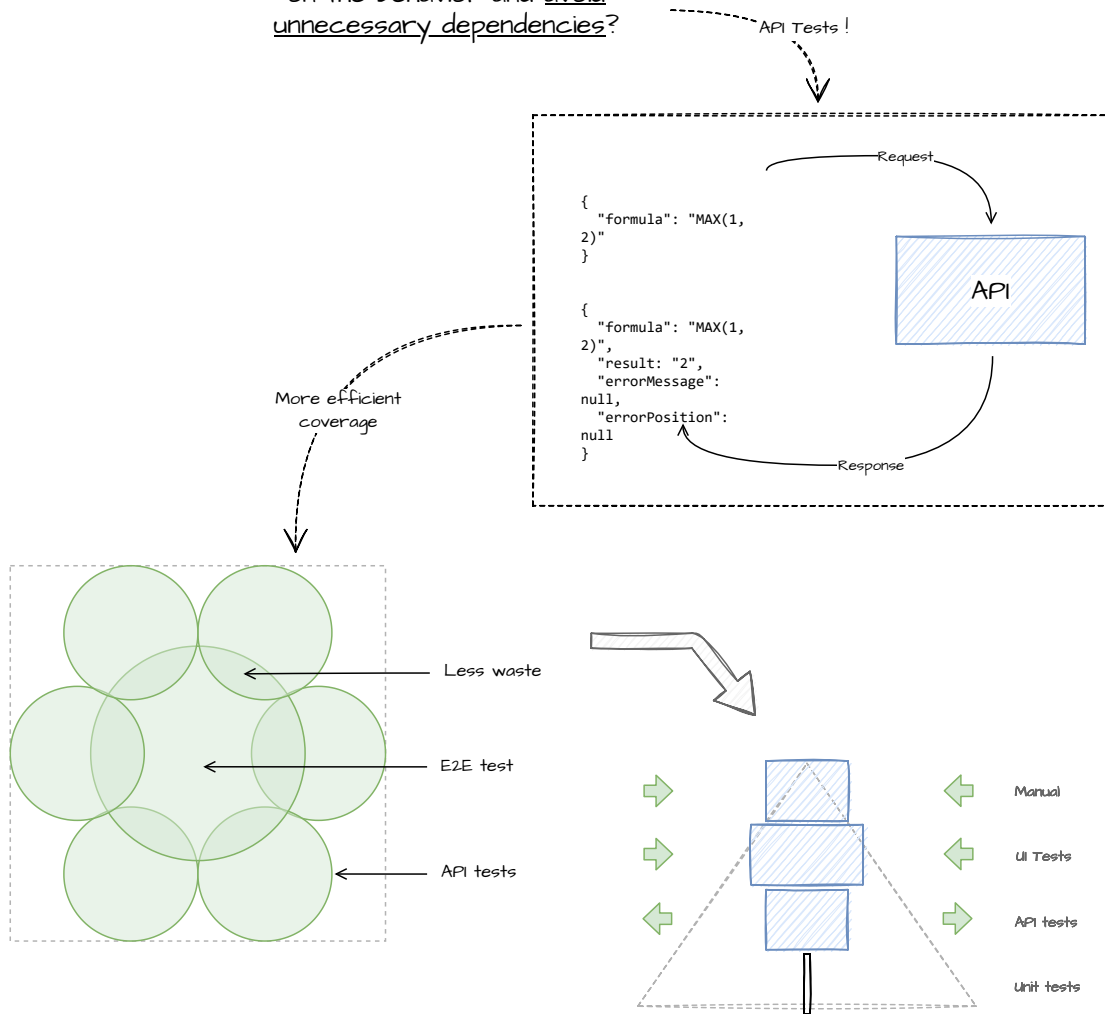 unnecessary dependencies?
API Tests !
Request
{
  "formula": "MAX(1,
2)"
}
API
{
  "formula": "MAX(1,
2)",
  "result: "2",
  "errorMessage":
null,
  "errorPosition":
null
}
Response
More efficient
coverage
Less waste
E2E test
API tests
Manual
UI Tests
API tests
Unit tests